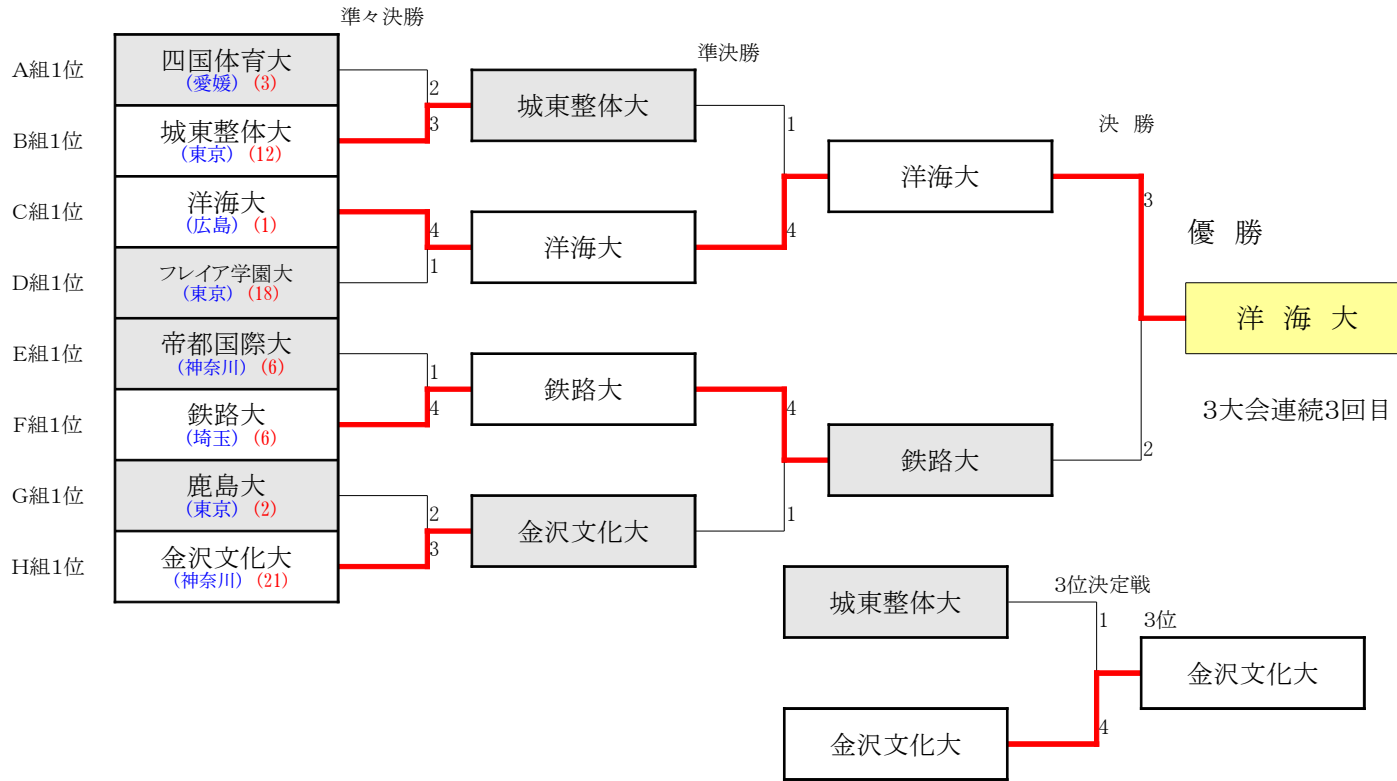 準々決勝
A組1位
四国体育大
(愛媛) (3)
B組1位
城東整体大
(東京) (12)
C組1位
洋海大
(広島) (1)
D組1位
フレイア学園大
(東京) (18)
E組1位
帝都国際大
(神奈川) (6)
F組1位
鉄路大
(埼玉) (6)
G組1位
鹿島大
(東京) (2)
H組1位
金沢文化大
(神奈川) (21)
2
3
4
1
1
4
2
3
準決勝
城東整体大
洋海大
鉄路大
金沢文化大
1
4
4
1
決 勝
洋海大
鉄路大
3
2
優 勝
洋 海 大
3大会連続3回目
3位決定戦
城東整体大
金沢文化大
1
4
3位
金沢文化大